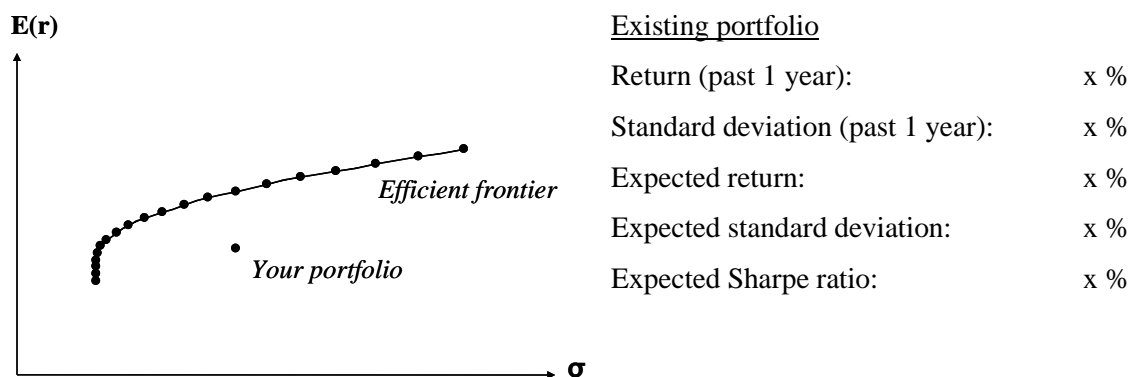 E(r)
Efficient frontier
Your portfolio
σ
Existing portfolio
Return (past 1 year): x %
Standard deviation (past 1 year): x %
Expected return: x %
Expected standard deviation: x %
Expected Sharpe ratio: x %